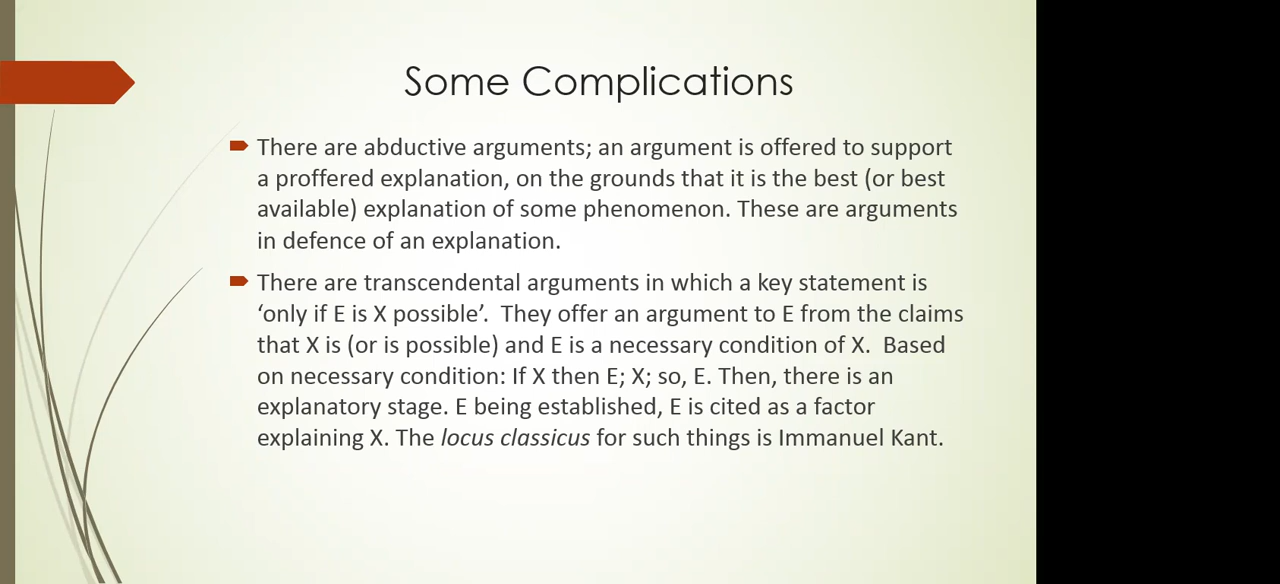 Some Complications
There are abductive arguments; an argument is offered to support
a proffered explanation, on the grounds that it is the best (or best
available) explanation of some phenomenon. These are arguments
in defence of an explanation.
There are transcendental arguments in which a key statement is
‘only if E is X possible’.  They offer an argument to E from the claims
that X is (or is possible) and E is a necessary condition of X.  Based
on necessary condition: If X then E; X; so, E. Then, there is an
explanatory stage. E being established, E is cited as a factor
explaining X. The locus classicus for such things is Immanuel Kant.